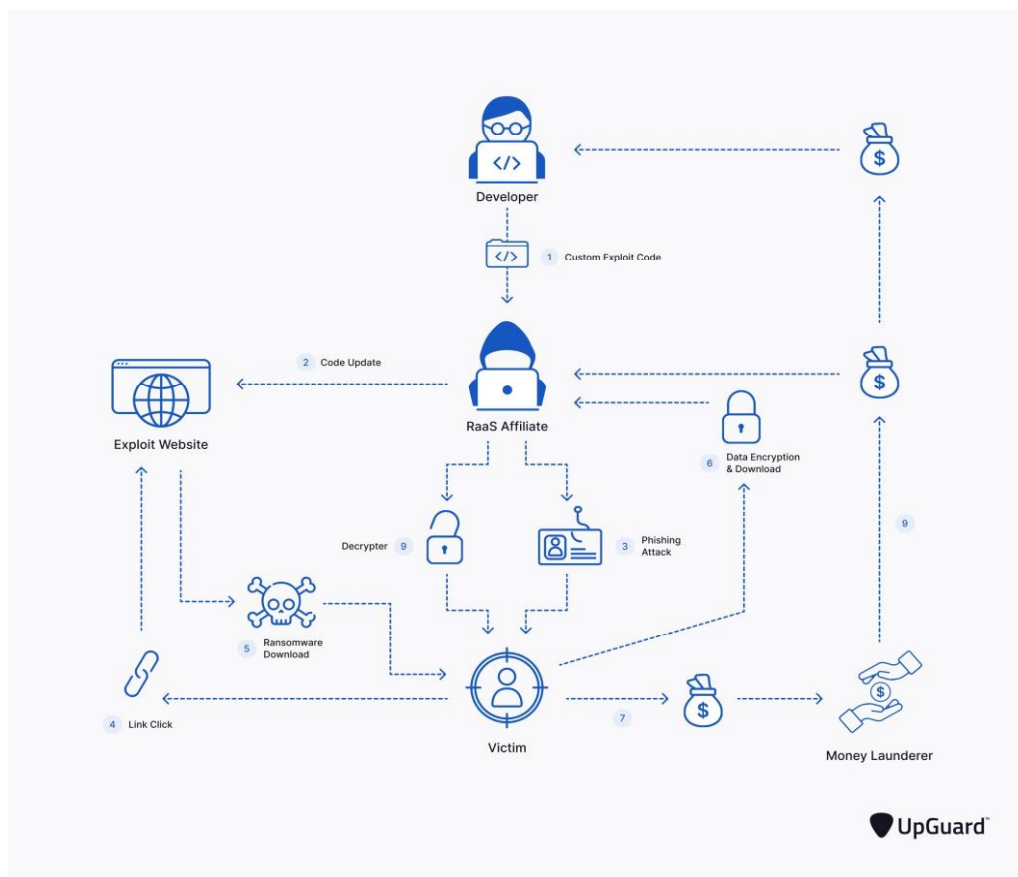 </>
Developer
$
</>
1 Custom Exploit Code
2 Code Update
Exploit Website
RaaS Affiliate
$
6 Data Encryption
& Download
Decrypter 9
3 Phishing
Attack
9
5 Ransomware
Download
4 Link Click
Victim
7
$
$
Money Launderer
UpGuard™